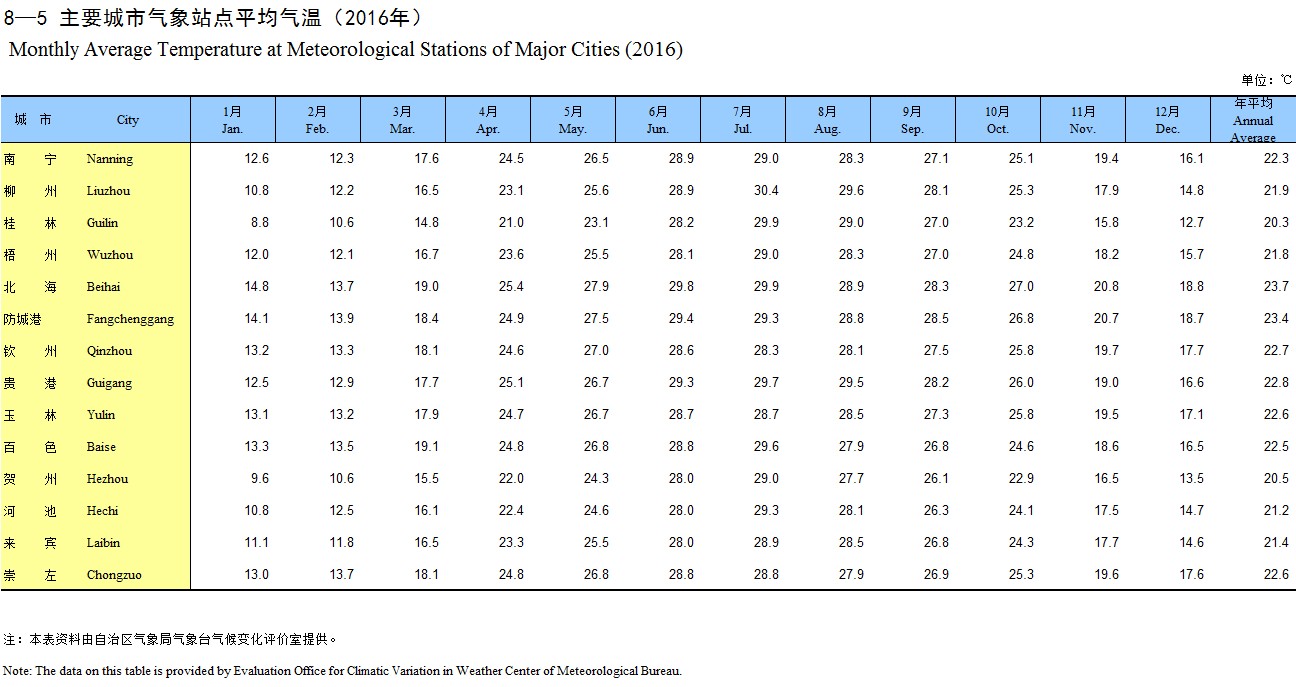 8—5 主要城市气象站点平均气温（2016年）
Monthly Average Temperature at Meteorological Stations of Major Cities (2016)
单位：℃
城 市 City 1月 Jan. 2月 Feb. 3月 Mar. 4月 Apr. 5月 May. 6月 Jun. 7月 Jul. 8月 Aug. 9月 Sep. 10月 Oct. 11月 Nov. 12月 Dec. 年平均 Annual Average
南 宁 Nanning 12.6 12.3 17.6 24.5 26.5 28.9 29.0 28.3 27.1 25.1 19.4 16.1 22.3
柳 州 Liuzhou 10.8 12.2 16.5 23.1 25.6 28.9 30.4 29.6 28.1 25.3 17.9 14.8 21.9
桂 林 Guilin 8.8 10.6 14.8 21.0 23.1 28.2 29.9 29.0 27.0 23.2 15.8 12.7 20.3
梧 州 Wuzhou 12.0 12.1 16.7 23.6 25.5 28.1 29.0 28.3 27.0 24.8 18.2 15.7 21.8
北 海 Beihai 14.8 13.7 19.0 25.4 27.9 29.8 29.9 28.9 28.3 27.0 20.8 18.8 23.7
防城港 Fangchenggang 14.1 13.9 18.4 24.9 27.5 29.4 29.3 28.8 28.5 26.8 20.7 18.7 23.4
钦 州 Qinzhou 13.2 13.3 18.1 24.6 27.0 28.6 28.3 28.1 27.5 25.8 19.7 17.7 22.7
贵 港 Guigang 12.5 12.9 17.7 25.1 26.7 29.3 29.7 29.5 28.2 26.0 19.0 16.6 22.8
玉 林 Yulin 13.1 13.2 17.9 24.7 26.7 28.7 28.7 28.5 27.3 25.8 19.5 17.1 22.6
百 色 Baise 13.3 13.5 19.1 24.8 26.8 28.8 29.6 27.9 26.8 24.6 18.6 16.5 22.5
贺 州 Hezhou 9.6 10.6 15.5 22.0 24.3 28.0 29.0 27.7 26.1 22.9 16.5 13.5 20.5
河 池 Hechi 10.8 12.5 16.1 22.4 24.6 28.0 29.3 28.1 26.3 24.1 17.5 14.7 21.2
来 宾 Laibin 11.1 11.8 16.5 23.3 25.5 28.0 28.9 28.5 26.8 24.3 17.7 14.6 21.4
崇 左 Chongzuo 13.0 13.7 18.1 24.8 26.8 28.8 28.8 27.9 26.9 25.3 19.6 17.6 22.6
注：本表资料由自治区气象局气象台气候变化评价室提供。
Note: The data on this table is provided by Evaluation Office for Climatic Variation in Weather Center of Meteorological Bureau.